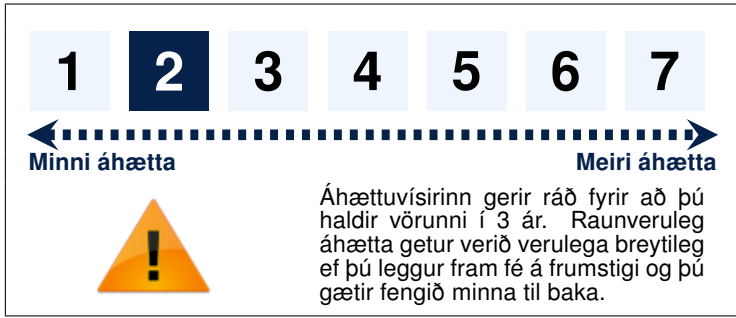 1 2 3 4 5 6 7
Minni áhætta Meiri áhætta
Áhættuvísirinn gerir ráð fyrir að þú
haldir vörunni í 3 ár. Raunveruleg
áhætta getur verið verulega breytileg
ef þú leggur fram fé á frumstigi og þú
gætir fengið minna til baka.